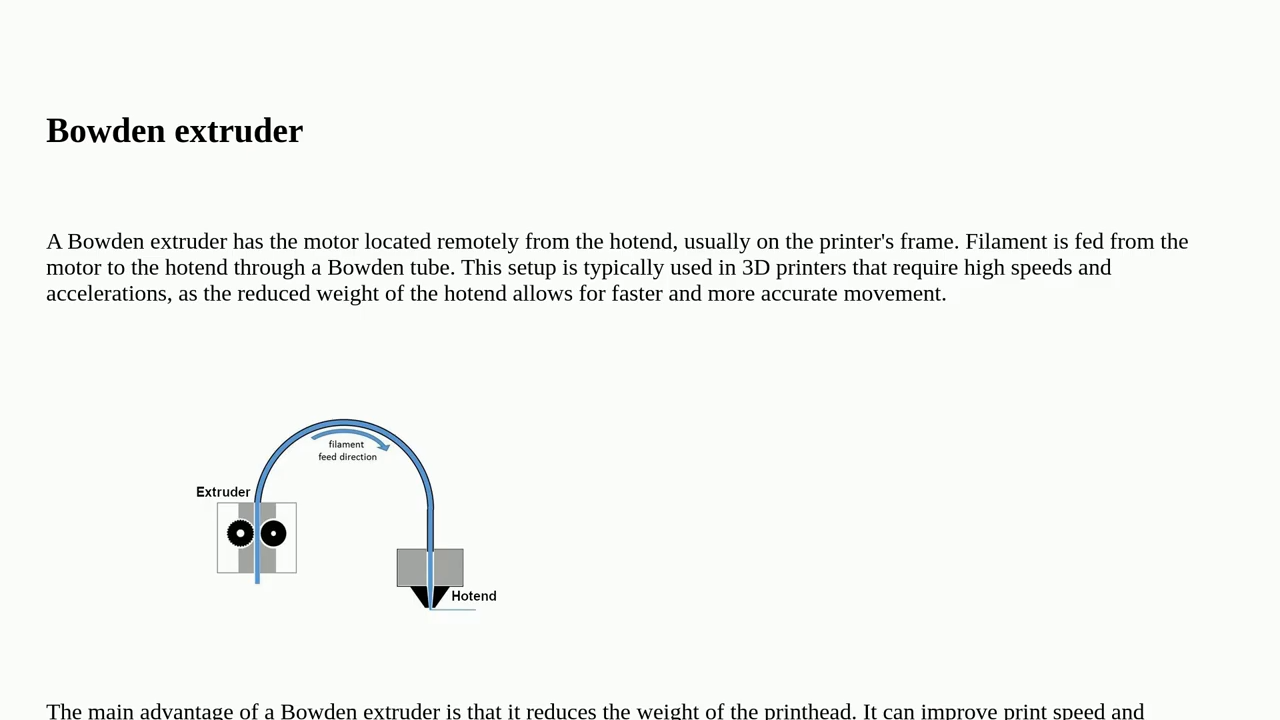 Bowden extruder
A Bowden extruder has the motor located remotely from the hotend, usually on the printer's frame. Filament is fed from the
motor to the hotend through a Bowden tube. This setup is typically used in 3D printers that require high speeds and
accelerations, as the reduced weight of the hotend allows for faster and more accurate movement.
filament
feed direction
Extruder
Hotend
The main advantage of a Bowden extruder is that it reduces the weight of the printhead. It can improve print speed and